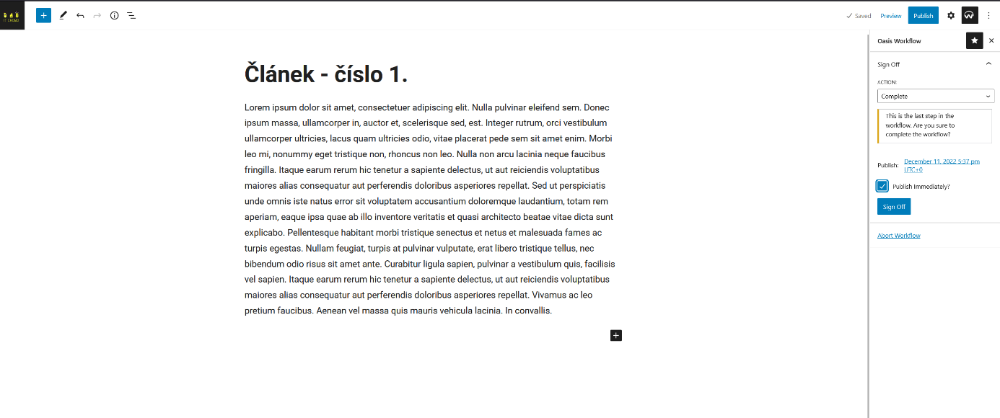 IT CROWD
Saved Preview Publish
Oasis Workflow
Sign Off
ACTION:
Complete
This is the last step in the
workflow. Are you sure to
complete the workflow?
Publish: December 11, 2022 5:37 pm
UTC+0
Publish Immediately?
Sign Off
Abort Workflow
Článek - číslo 1.
Lorem ipsum dolor sit amet, consectetuer adipiscing elit. Nulla pulvinar eleifend sem. Donec
ipsum massa, ullamcorper in, auctor et, scelerisque sed, est. Integer rutrum, orci vestibulum
ullamcorper ultricies, lacus quam ultricies odio, vitae placerat pede sem sit amet enim. Morbi
leo mi, nonummy eget tristique non, rhoncus non leo. Nulla non arcu lacinia neque faucibus
fringilla. Itaque earum rerum hic tenetur a sapiente delectus, ut aut reiciendis voluptatibus
maiores alias consequatur aut perferendis doloribus asperiores repellat. Sed ut perspiciatis
unde omnis iste natus error sit voluptatem accusantium doloremque laudantium, totam rem
aperiam, eaque ipsa quae ab illo inventore veritatis et quasi architecto beatae vitae dicta sunt
explicabo. Pellentesque habitant morbi tristique senectus et netus et malesuada fames ac
turpis egestas. Nullam feugiat, turpis at pulvinar vulputate, erat libero tristique tellus, nec
bibendum odio risus sit amet ante. Curabitur ligula sapien, pulvinar a vestibulum quis, facilisis
vel sapien. Itaque earum rerum hic tenetur a sapiente delectus, ut aut reiciendis voluptatibus
maiores alias consequatur aut perferendis doloribus asperiores repellat. Vivamus ac leo
pretium faucibus. Aenean vel massa quis mauris vehicula lacinia. In convallis.